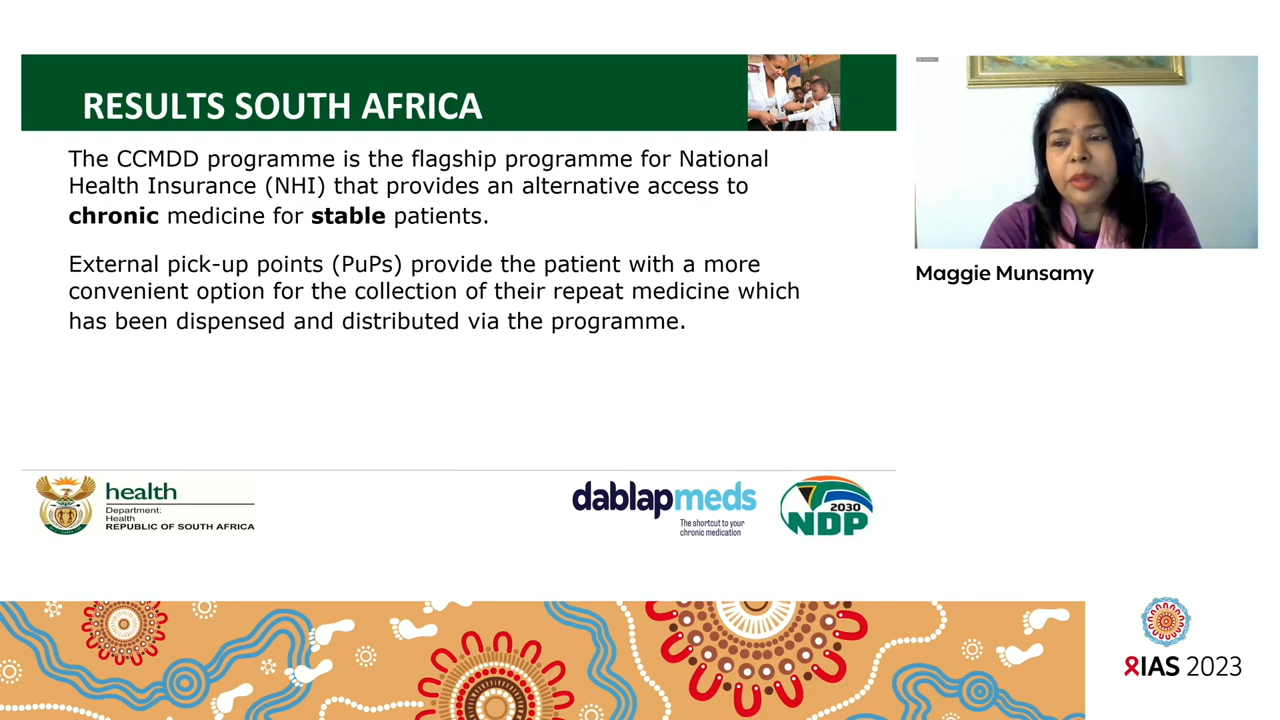 RESULTS SOUTH AFRICA
The CCMDD programme is the flagship programme for National
Health Insurance (NHI) that provides an alternative access to
chronic medicine for stable patients.
External pick-up points (PuPs) provide the patient with a more
convenient option for the collection of their repeat medicine which
has been dispensed and distributed via the programme.
health
Department:
Health
REPUBLIC OF SOUTH AFRICA
dablapmeds
The shortcut to your
chronic medication
2030
NDP
Maggie Munsamy
IAS 2023